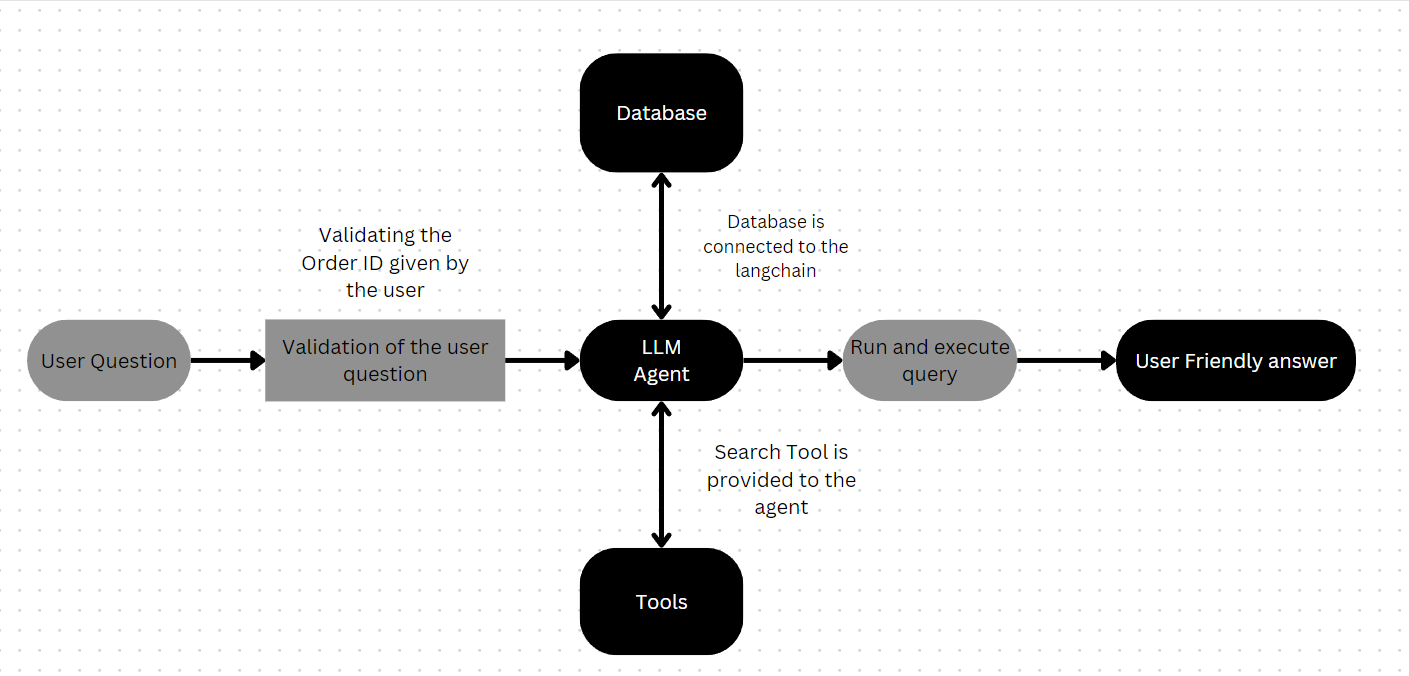 Database
Database is
connected to the
langchain
Validating the
Order ID given by
the user
User Question
Validation of the user
question
LLM
Agent
Run and execute
query
User Friendly answer
Search Tool is
provided to the
agent
Tools